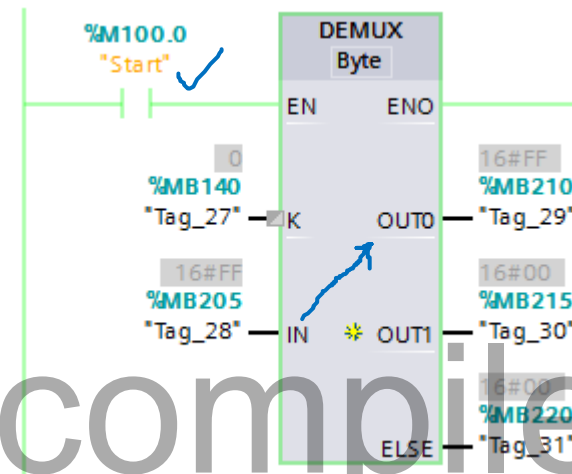 %M100.0
"Start"
DEMUX
Byte
EN
ENO
0
%MB140
"Tag_27"
K
16#FF
%MB205
"Tag_28"
IN
OUT0
16#FF
%MB210
"Tag_29"
OUT1
16#00
%MB215
"Tag_30"
ELSE
16#00
%MB220
"Tag_31"
compile